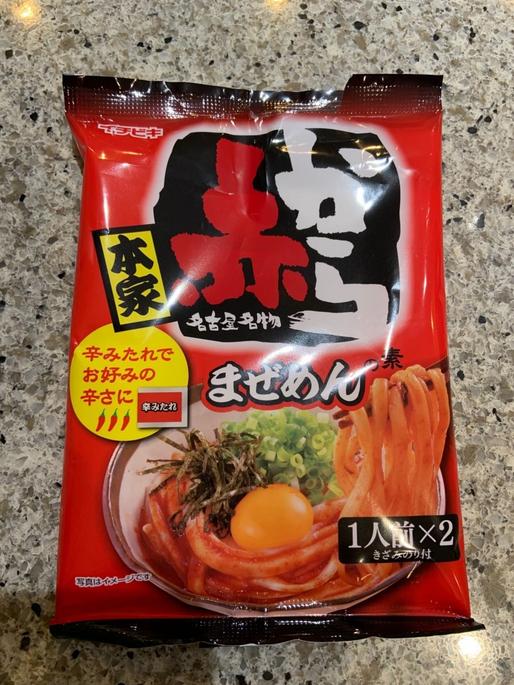 イチビキ
赤から
本家
名古屋名物
まぜめんの素
辛みたれで
お好みの
辛さに
辛みたれ
1人前×2
きざみのり付
写真はイメージです